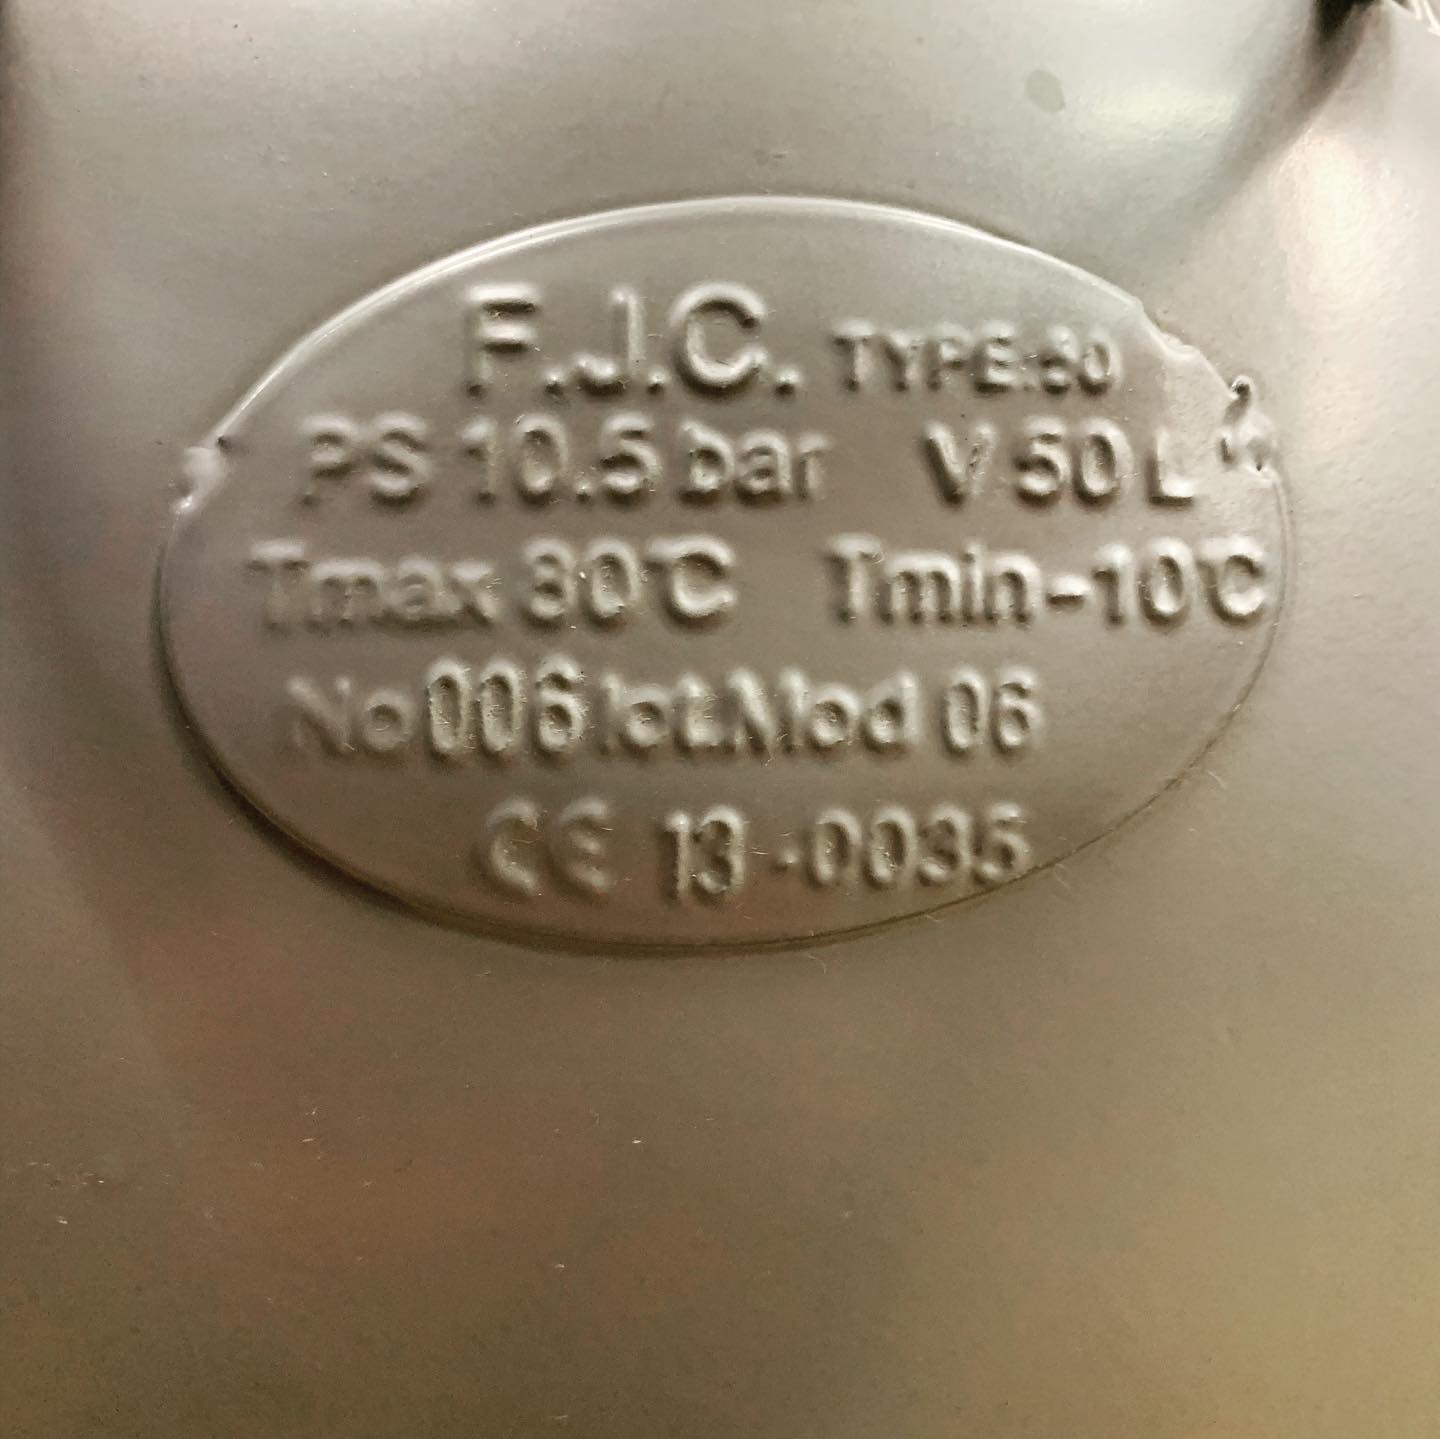 F.J.C. TYPE:80
PS 10.5 bar V 50 L
Tmax 80°C Tmin-10°C
No 006 lot.Mod 06
CE 13-0035